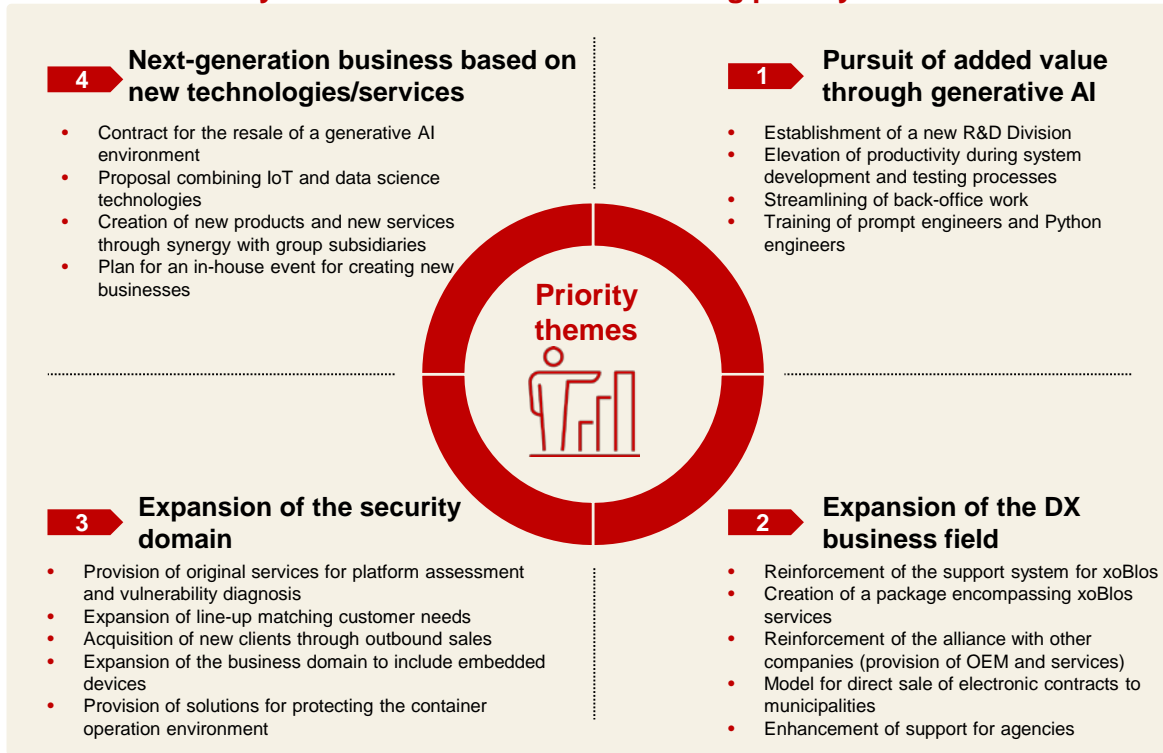 4
Next-generation business based on
new technologies/services
• Contract for the resale of a generative AI
environment
• Proposal combining IoT and data science
technologies
• Creation of new products and new services
through synergy with group subsidiaries
• Plan for an in-house event for creating new
businesses
1
Pursuit of added value
through generative AI
• Establishment of a new R&D Division
• Elevation of productivity during system
development and testing processes
• Streamlining of back-office work
• Training of prompt engineers and Python
engineers
Priority
themes
3
Expansion of the security
domain
• Provision of original services for platform assessment
and vulnerability diagnosis
• Expansion of line-up matching customer needs
• Acquisition of new clients through outbound sales
• Expansion of the business domain to include embedded
devices
• Provision of solutions for protecting the container
operation environment
2
Expansion of the DX
business field
• Reinforcement of the support system for xoBlos
• Creation of a package encompassing xoBlos
services
• Reinforcement of the alliance with other
companies (provision of OEM and services)
• Model for direct sale of electronic contracts to
municipalities
• Enhancement of support for agencies